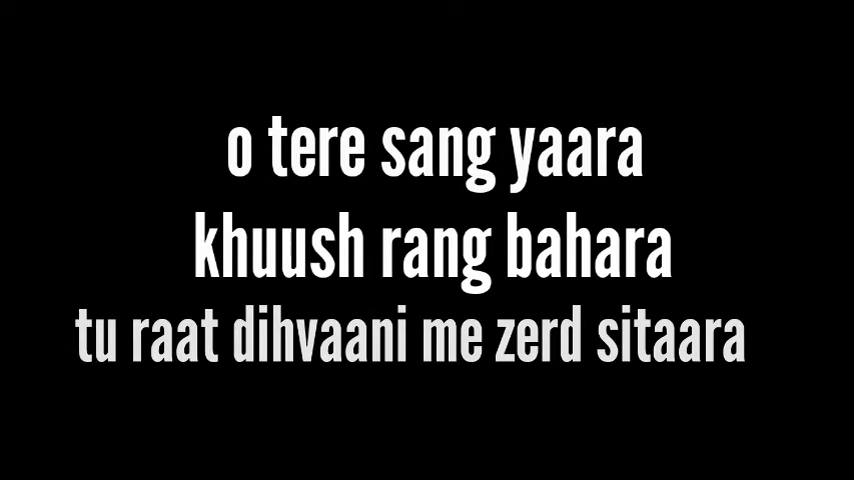 o tere sang yaara
khuush rang bahara
tu raat dihvaani me zerd sitaara